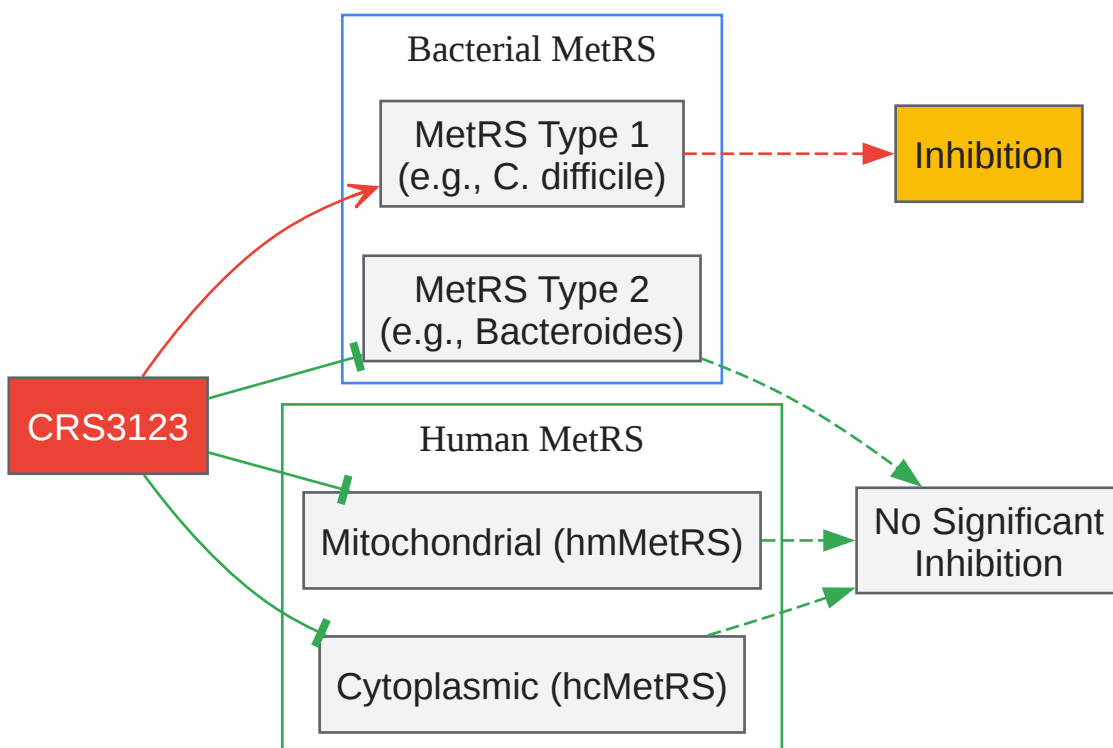 Bacterial MetRS
MetRS Type 1
(e.g., C. difficile)
Inhibition
MetRS Type 2
(e.g., Bacteroides)
CRS3123
Human MetRS
Mitochondrial (hmMetRS)
No Significant
Inhibition
Cytoplasmic (hcMetRS)